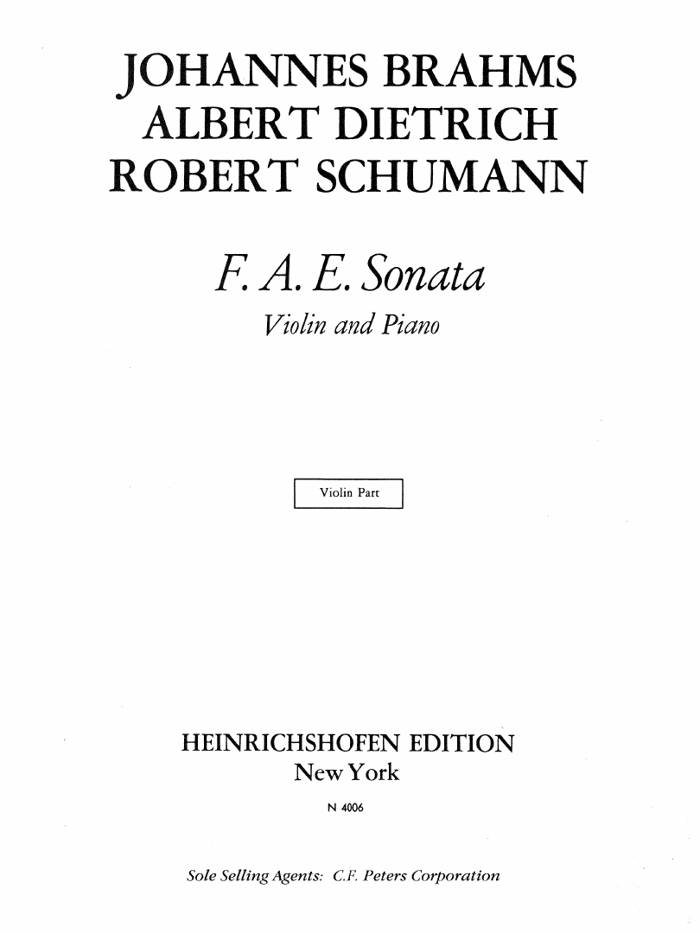 JOHANNES BRAHMS
ALBERT DIETRICH
ROBERT SCHUMANN
F. A. E. Sonata
Violin and Piano
Violin Part
HEINRICHSHOFEN EDITION
New York
N 4006
Sole Selling Agents: C.F. Peters Corporation